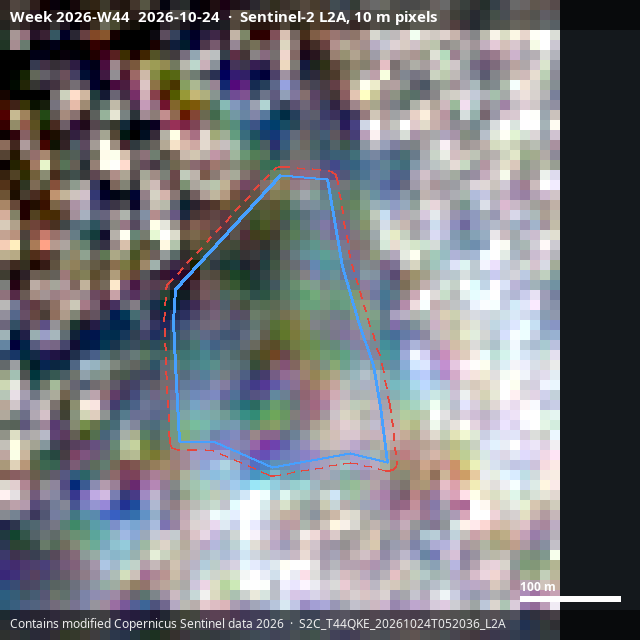 Week 2026-W44 2026-10-24 · Sentinel-2 L2A, 10 m pixels
100 m
Contains modified Copernicus Sentinel data 2026 · S2C_T44QKE_20261024T052036_L2A